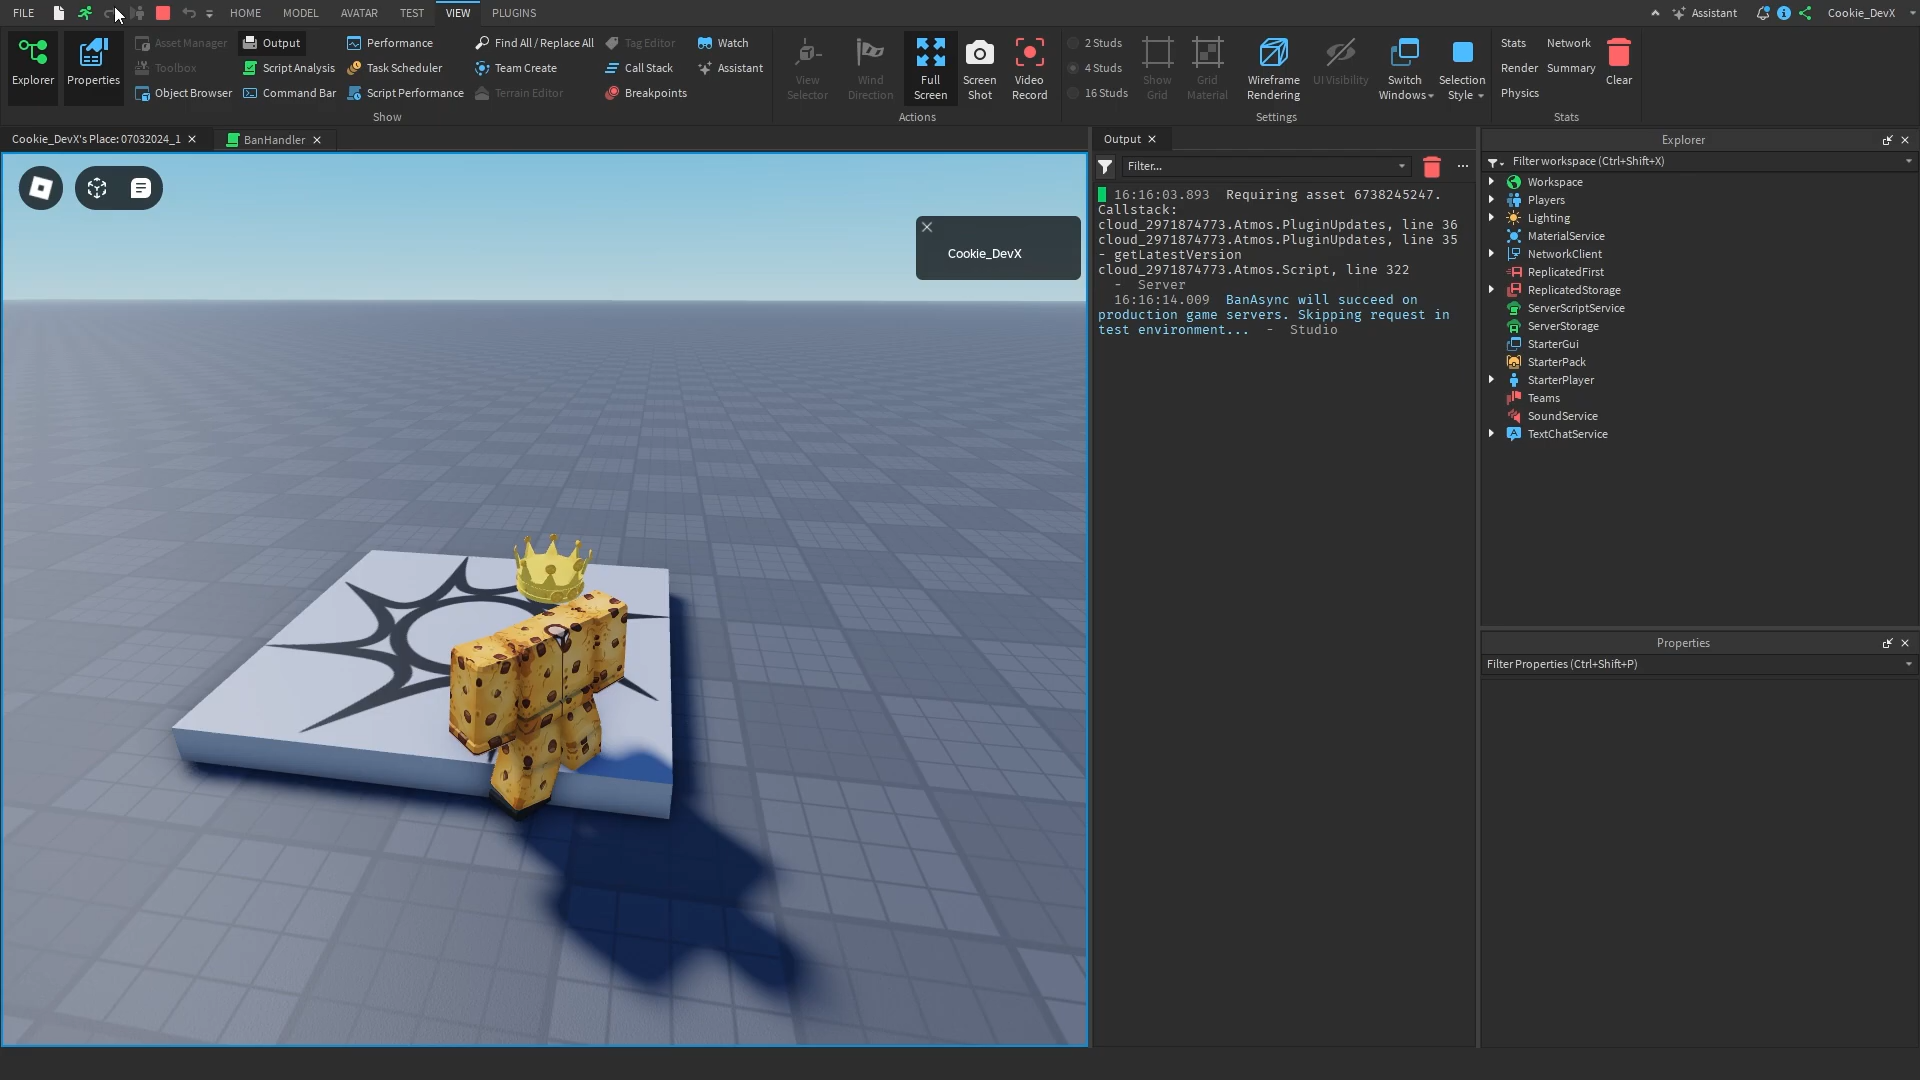 FILE HOME MODEL AVATAR TEST VIEW PLUGINS Assistant Cookie_DevX
Explorer
Properties
Asset Manager
Output
Performance
Find All / Replace All
Tag Editor
Watch
Toolbox
Script Analysis
Task Scheduler
Team Create
Call Stack
Assistant
Object Browser
Command Bar
Script Performance
Terrain Editor
Breakpoints
Show
View
Selector
Wind
Direction
Full
Screen
Screen
Shot
Video
Record
Actions
2 Studs
4 Studs
16 Studs
Show
Grid
Grid
Material
Wireframe
Rendering
UI Visibility
Switch
Windows
Selection
Style
Settings
Stats
Network
Render
Summary
Physics
Clear
Stats
Cookie_DevX's Place: 07032024_1
BanHandler
Cookie_DevX
Output
Filter...
16:16:03.893 Requiring asset 6738245247.
Callstack:
cloud_2971874773.Atmos.PluginUpdates, line 36
cloud_2971874773.Atmos.PluginUpdates, line 35
- getLatestVersion
cloud_2971874773.Atmos.Script, line 322
- Server
16:16:14.009 BanAsync will succeed on
production game servers. Skipping request in
test environment... - Studio
Explorer
Filter workspace (Ctrl+Shift+X)
Workspace
Players
Lighting
MaterialService
NetworkClient
ReplicatedFirst
ReplicatedStorage
ServerScriptService
ServerStorage
StarterGui
StarterPack
StarterPlayer
Teams
SoundService
TextChatService
Properties
Filter Properties (Ctrl+Shift+P)